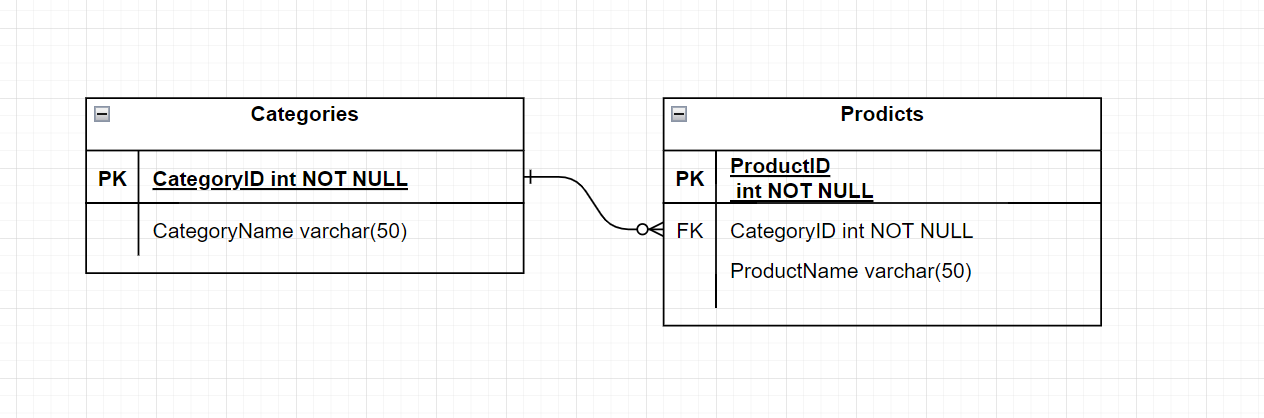 Categories
PK CategoryID int NOT NULL
CategoryName varchar(50)
Prodicts
PK ProductID
int NOT NULL
FK CategoryID int NOT NULL
ProductName varchar(50)